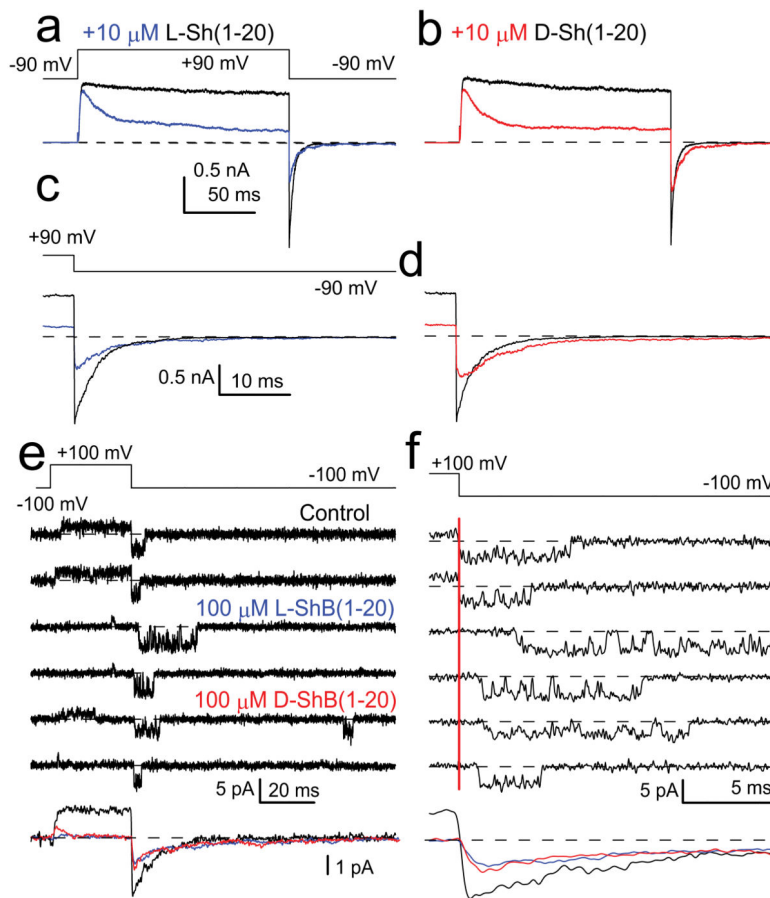 a +10 μM L-Sh(1-20)
b +10 μM D-Sh(1-20)
-90 mV +90 mV -90 mV
0.5 nA
50 ms
c
+90 mV
-90 mV
d
0.5 nA 10 ms
e
+100 mV
-100 mV
-100 mV
Control
100 μM L-ShB(1-20)
100 μM D-ShB(1-20)
5 pA 20 ms
1 pA
f
+100 mV
-100 mV
5 pA 5 ms